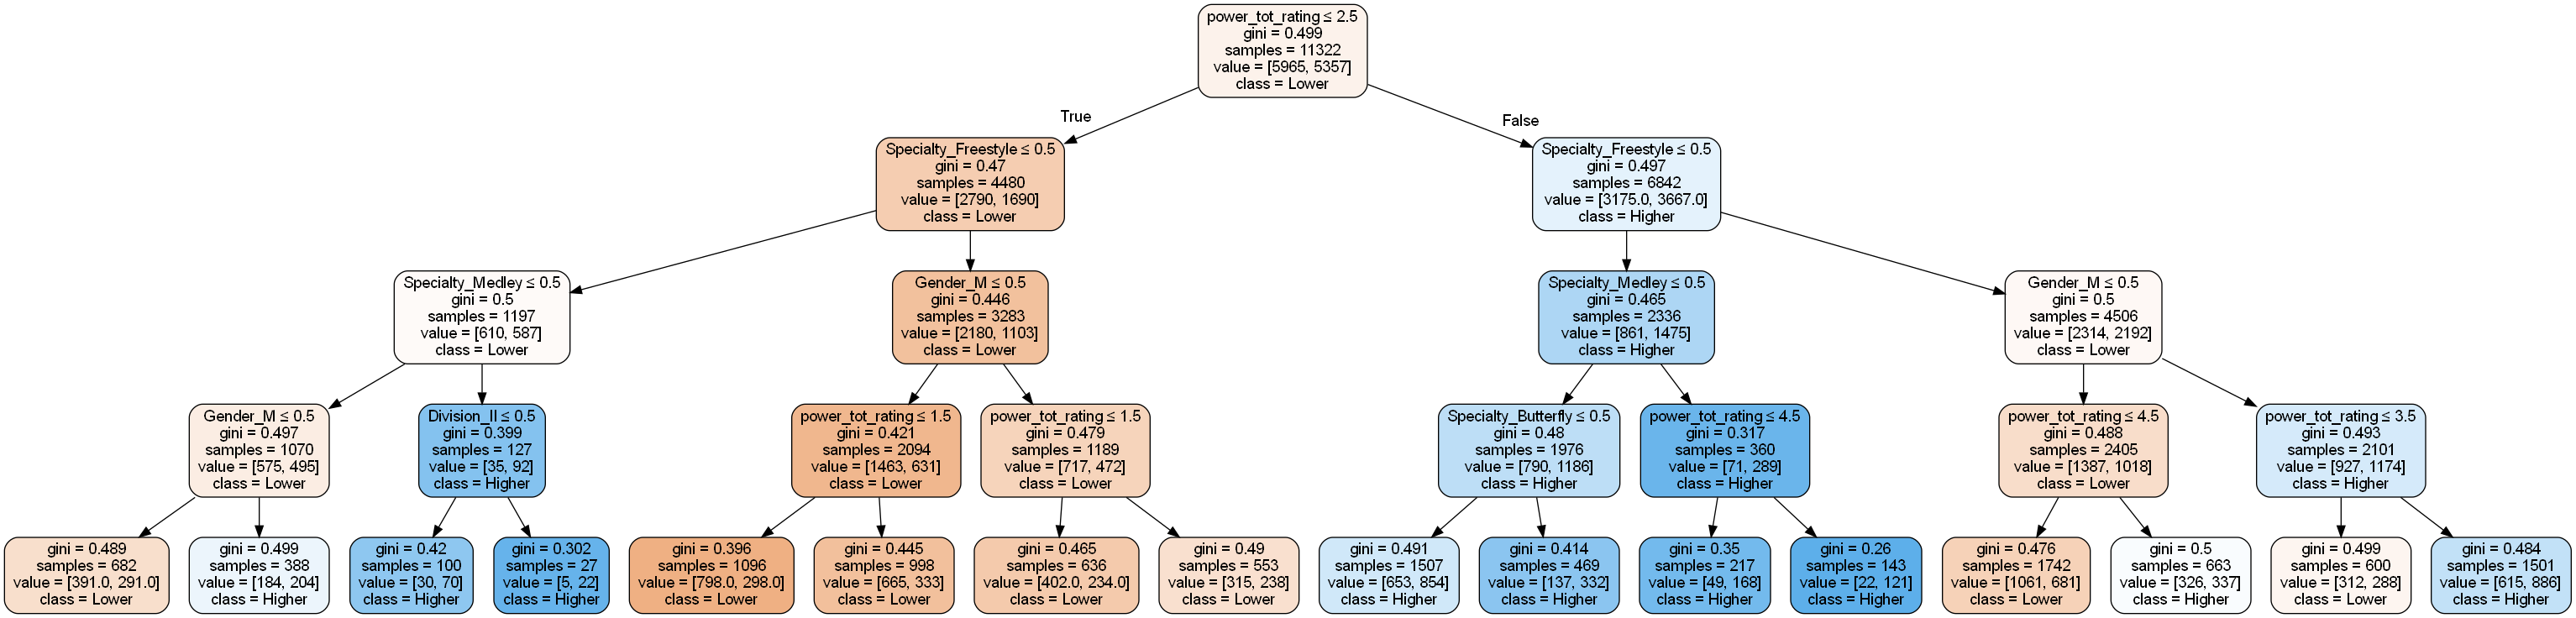 power_tot_rating ≤ 2.5
gini = 0.499
samples = 11322
value = [5965, 5357]
class = Lower
True
False
Specialty_Freestyle ≤ 0.5
gini = 0.47
samples = 4480
value = [2790, 1690]
class = Lower
Specialty_Freestyle ≤ 0.5
gini = 0.497
samples = 6842
value = [3175.0, 3667.0]
class = Higher
Specialty_Medley ≤ 0.5
gini = 0.5
samples = 1197
value = [610, 587]
class = Lower
Gender_M ≤ 0.5
gini = 0.446
samples = 3283
value = [2180, 1103]
class = Lower
Specialty_Medley ≤ 0.5
gini = 0.465
samples = 2336
value = [861, 1475]
class = Higher
Gender_M ≤ 0.5
gini = 0.5
samples = 4506
value = [2314, 2192]
class = Lower
Gender_M ≤ 0.5
gini = 0.497
samples = 1070
value = [575, 495]
class = Lower
Division_II ≤ 0.5
gini = 0.399
samples = 127
value = [35, 92]
class = Higher
power_tot_rating ≤ 1.5
gini = 0.421
samples = 2094
value = [1463, 631]
class = Lower
power_tot_rating ≤ 1.5
gini = 0.479
samples = 1189
value = [717, 472]
class = Lower
Specialty_Butterfly ≤ 0.5
gini = 0.48
samples = 1976
value = [790, 1186]
class = Higher
power_tot_rating ≤ 4.5
gini = 0.317
samples = 360
value = [71, 289]
class = Higher
power_tot_rating ≤ 4.5
gini = 0.488
samples = 2405
value = [1387, 1018]
class = Lower
power_tot_rating ≤ 3.5
gini = 0.493
samples = 2101
value = [927, 1174]
class = Higher
gini = 0.489
samples = 682
value = [391.0, 291.0]
class = Lower
gini = 0.499
samples = 388
value = [184, 204]
class = Higher
gini = 0.42
samples = 100
value = [30, 70]
class = Higher
gini = 0.302
samples = 27
value = [5, 22]
class = Higher
gini = 0.396
samples = 1096
value = [798.0, 298.0]
class = Lower
gini = 0.445
samples = 998
value = [665, 333]
class = Lower
gini = 0.465
samples = 636
value = [402.0, 234.0]
class = Lower
gini = 0.49
samples = 553
value = [315, 238]
class = Lower
gini = 0.491
samples = 1507
value = [653, 854]
class = Higher
gini = 0.414
samples = 469
value = [137, 332]
class = Higher
gini = 0.35
samples = 217
value = [49, 168]
class = Higher
gini = 0.26
samples = 143
value = [22, 121]
class = Higher
gini = 0.476
samples = 1742
value = [1061, 681]
class = Lower
gini = 0.5
samples = 663
value = [326, 337]
class = Higher
gini = 0.499
samples = 600
value = [312, 288]
class = Lower
gini = 0.484
samples = 1501
value = [615, 886]
class = Higher